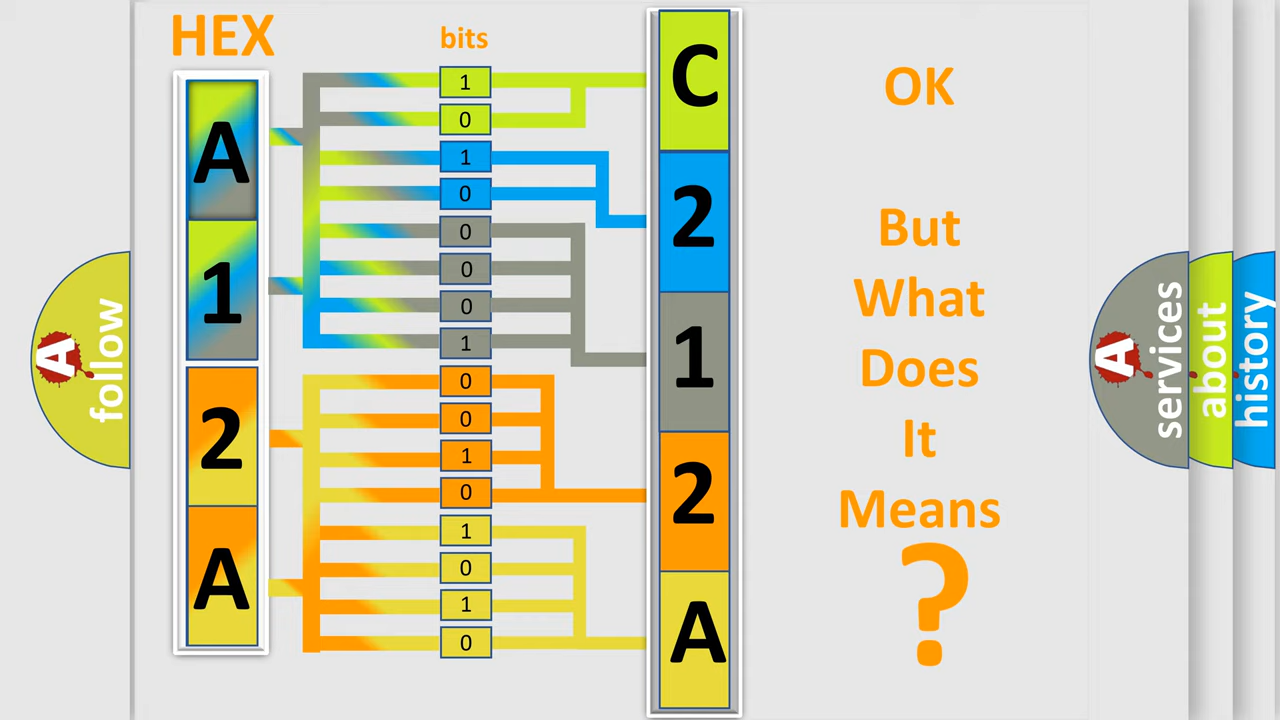 HEX
bits
A
1
2
A
1
0
1
0
0
0
0
1
0
0
1
0
1
0
1
0
C
2
1
2
A
OK
But
What
Does
It
Means
?
A
follow
A
services
about
history